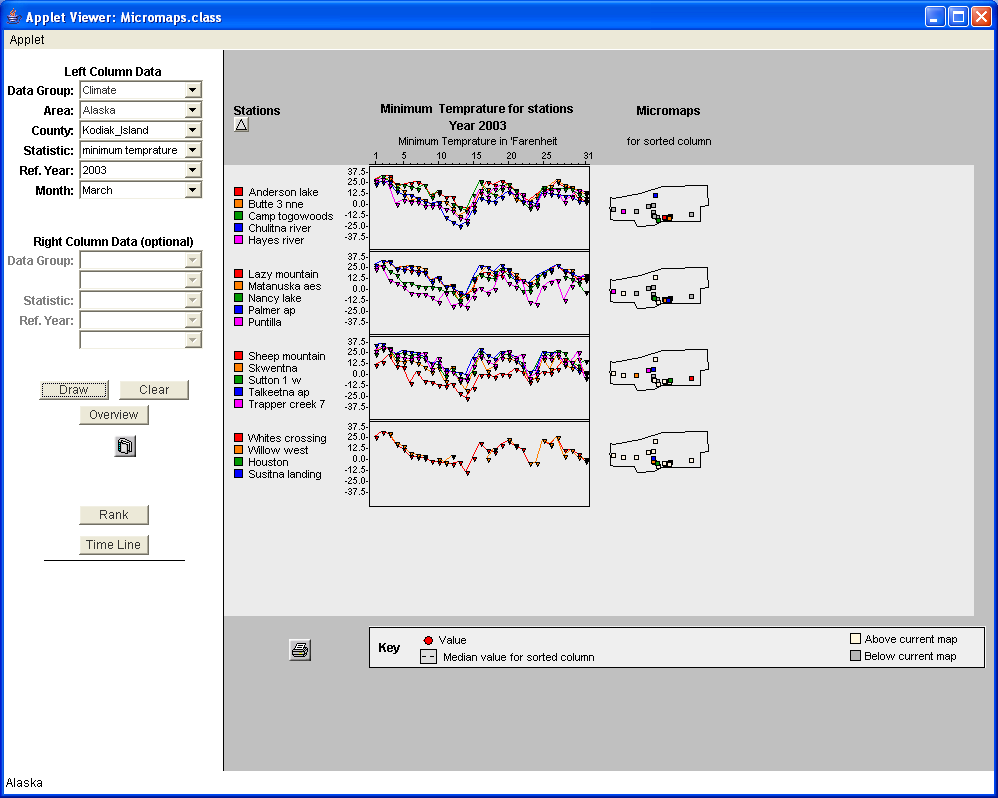 Applet Viewer: Micromaps.class
Applet
Left Column Data
Data Group: Climate
Area: Alaska
County: Kodiak_Island
Statistic: minimum temprature
Ref. Year: 2003
Month: March
Right Column Data (optional)
Data Group:
Statistic:
Ref. Year:
Draw Clear
Overview
Rank
Time Line
Stations
Minimum Temprature for stations
Year 2003
Minimum Temprature in 'Farenheit
Micromaps
for sorted column
1 5 10 15 20 25 31
Anderson lake
Butte 3 nne
Camp togowoods
Chulitna river
Hayes river
37.5
25.0
12.5
0.0
-12.5
-25.0
-37.5
Lazy mountain
Matanuska aes
Nancy lake
Palmer ap
Puntilla
37.5
25.0
12.5
0.0
-12.5
-25.0
-37.5
Sheep mountain
Skwentna
Sutton 1 w
Talkeetna ap
Trapper creek 7
37.5
25.0
12.5
0.0
-12.5
-25.0
-37.5
Whites crossing
Willow west
Houston
Susitna landing
37.5
25.0
12.5
0.0
-12.5
-25.0
-37.5
Key
Value
Median value for sorted column
Above current map
Below current map
Alaska